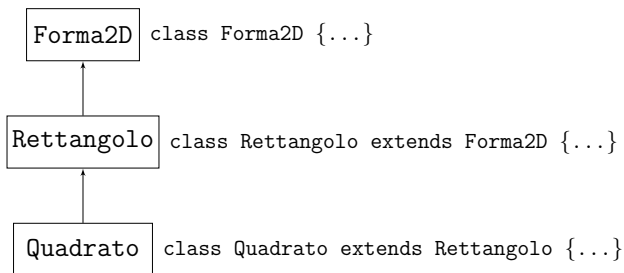 Forma2D class Forma2D {...}
Rettangolo class Rettangolo extends Forma2D {...}
Quadrato class Quadrato extends Rettangolo {...}